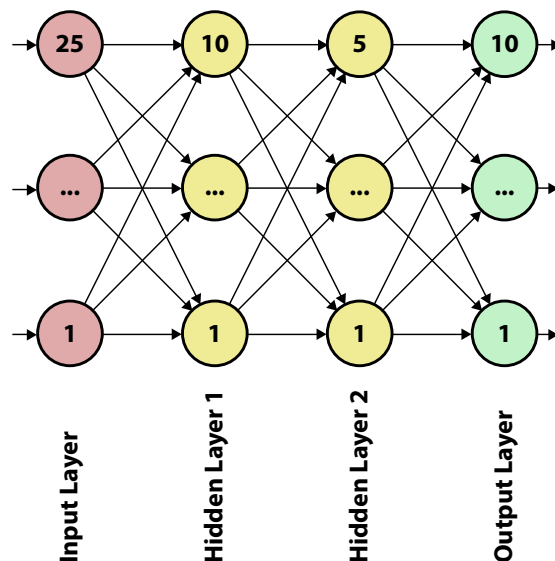 25 10 5 10
... ... ... ...
1 1 1 1
Input Layer
Hidden Layer 1
Hidden Layer 2
Output Layer